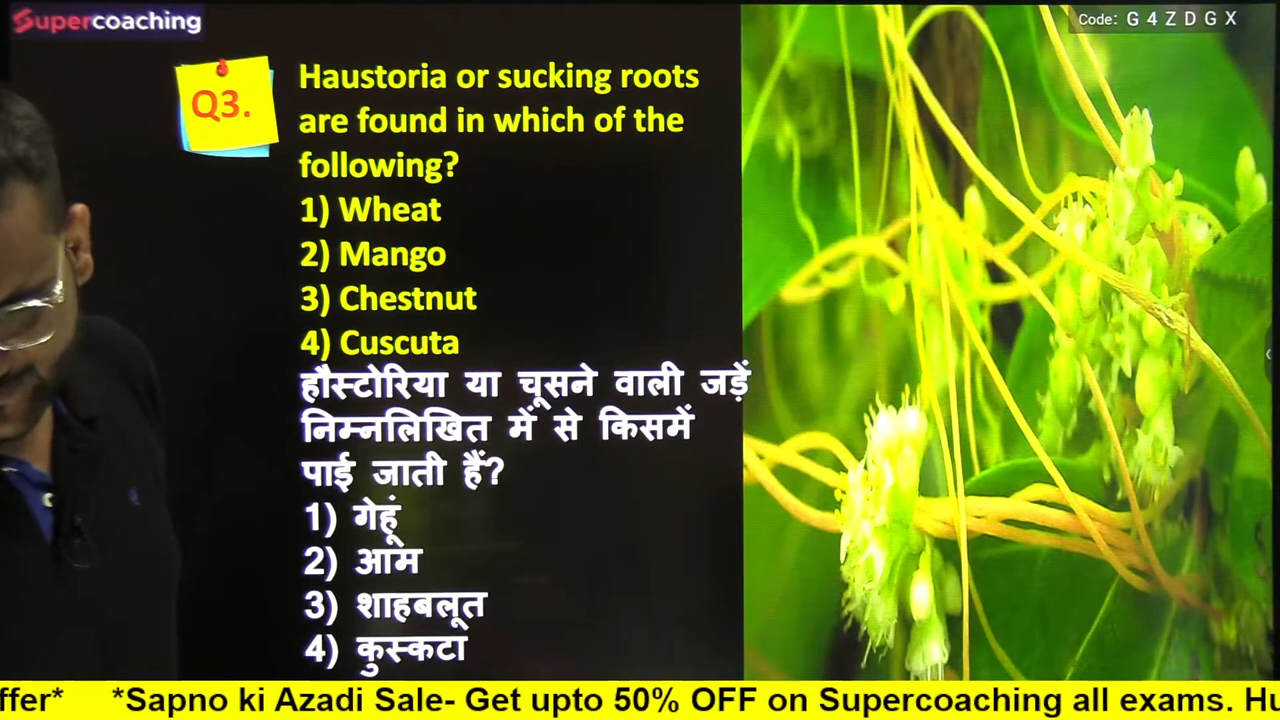 Supercoaching
Code: G4ZDGX
Q3.
Haustoria or sucking roots
are found in which of the
following?
1) Wheat
2) Mango
3) Chestnut
4) Cuscuta
हौस्टोरिया या चूसने वाली जड़ें
निम्नलिखित में से किसमें
पाई जाती हैं?
1) गेहूं
2) आम
3) शाहबलूत
4) कुस्कटा
ffer* *Sapno ki Azadi Sale- Get upto 50% OFF on Supercoaching all exams. Hu